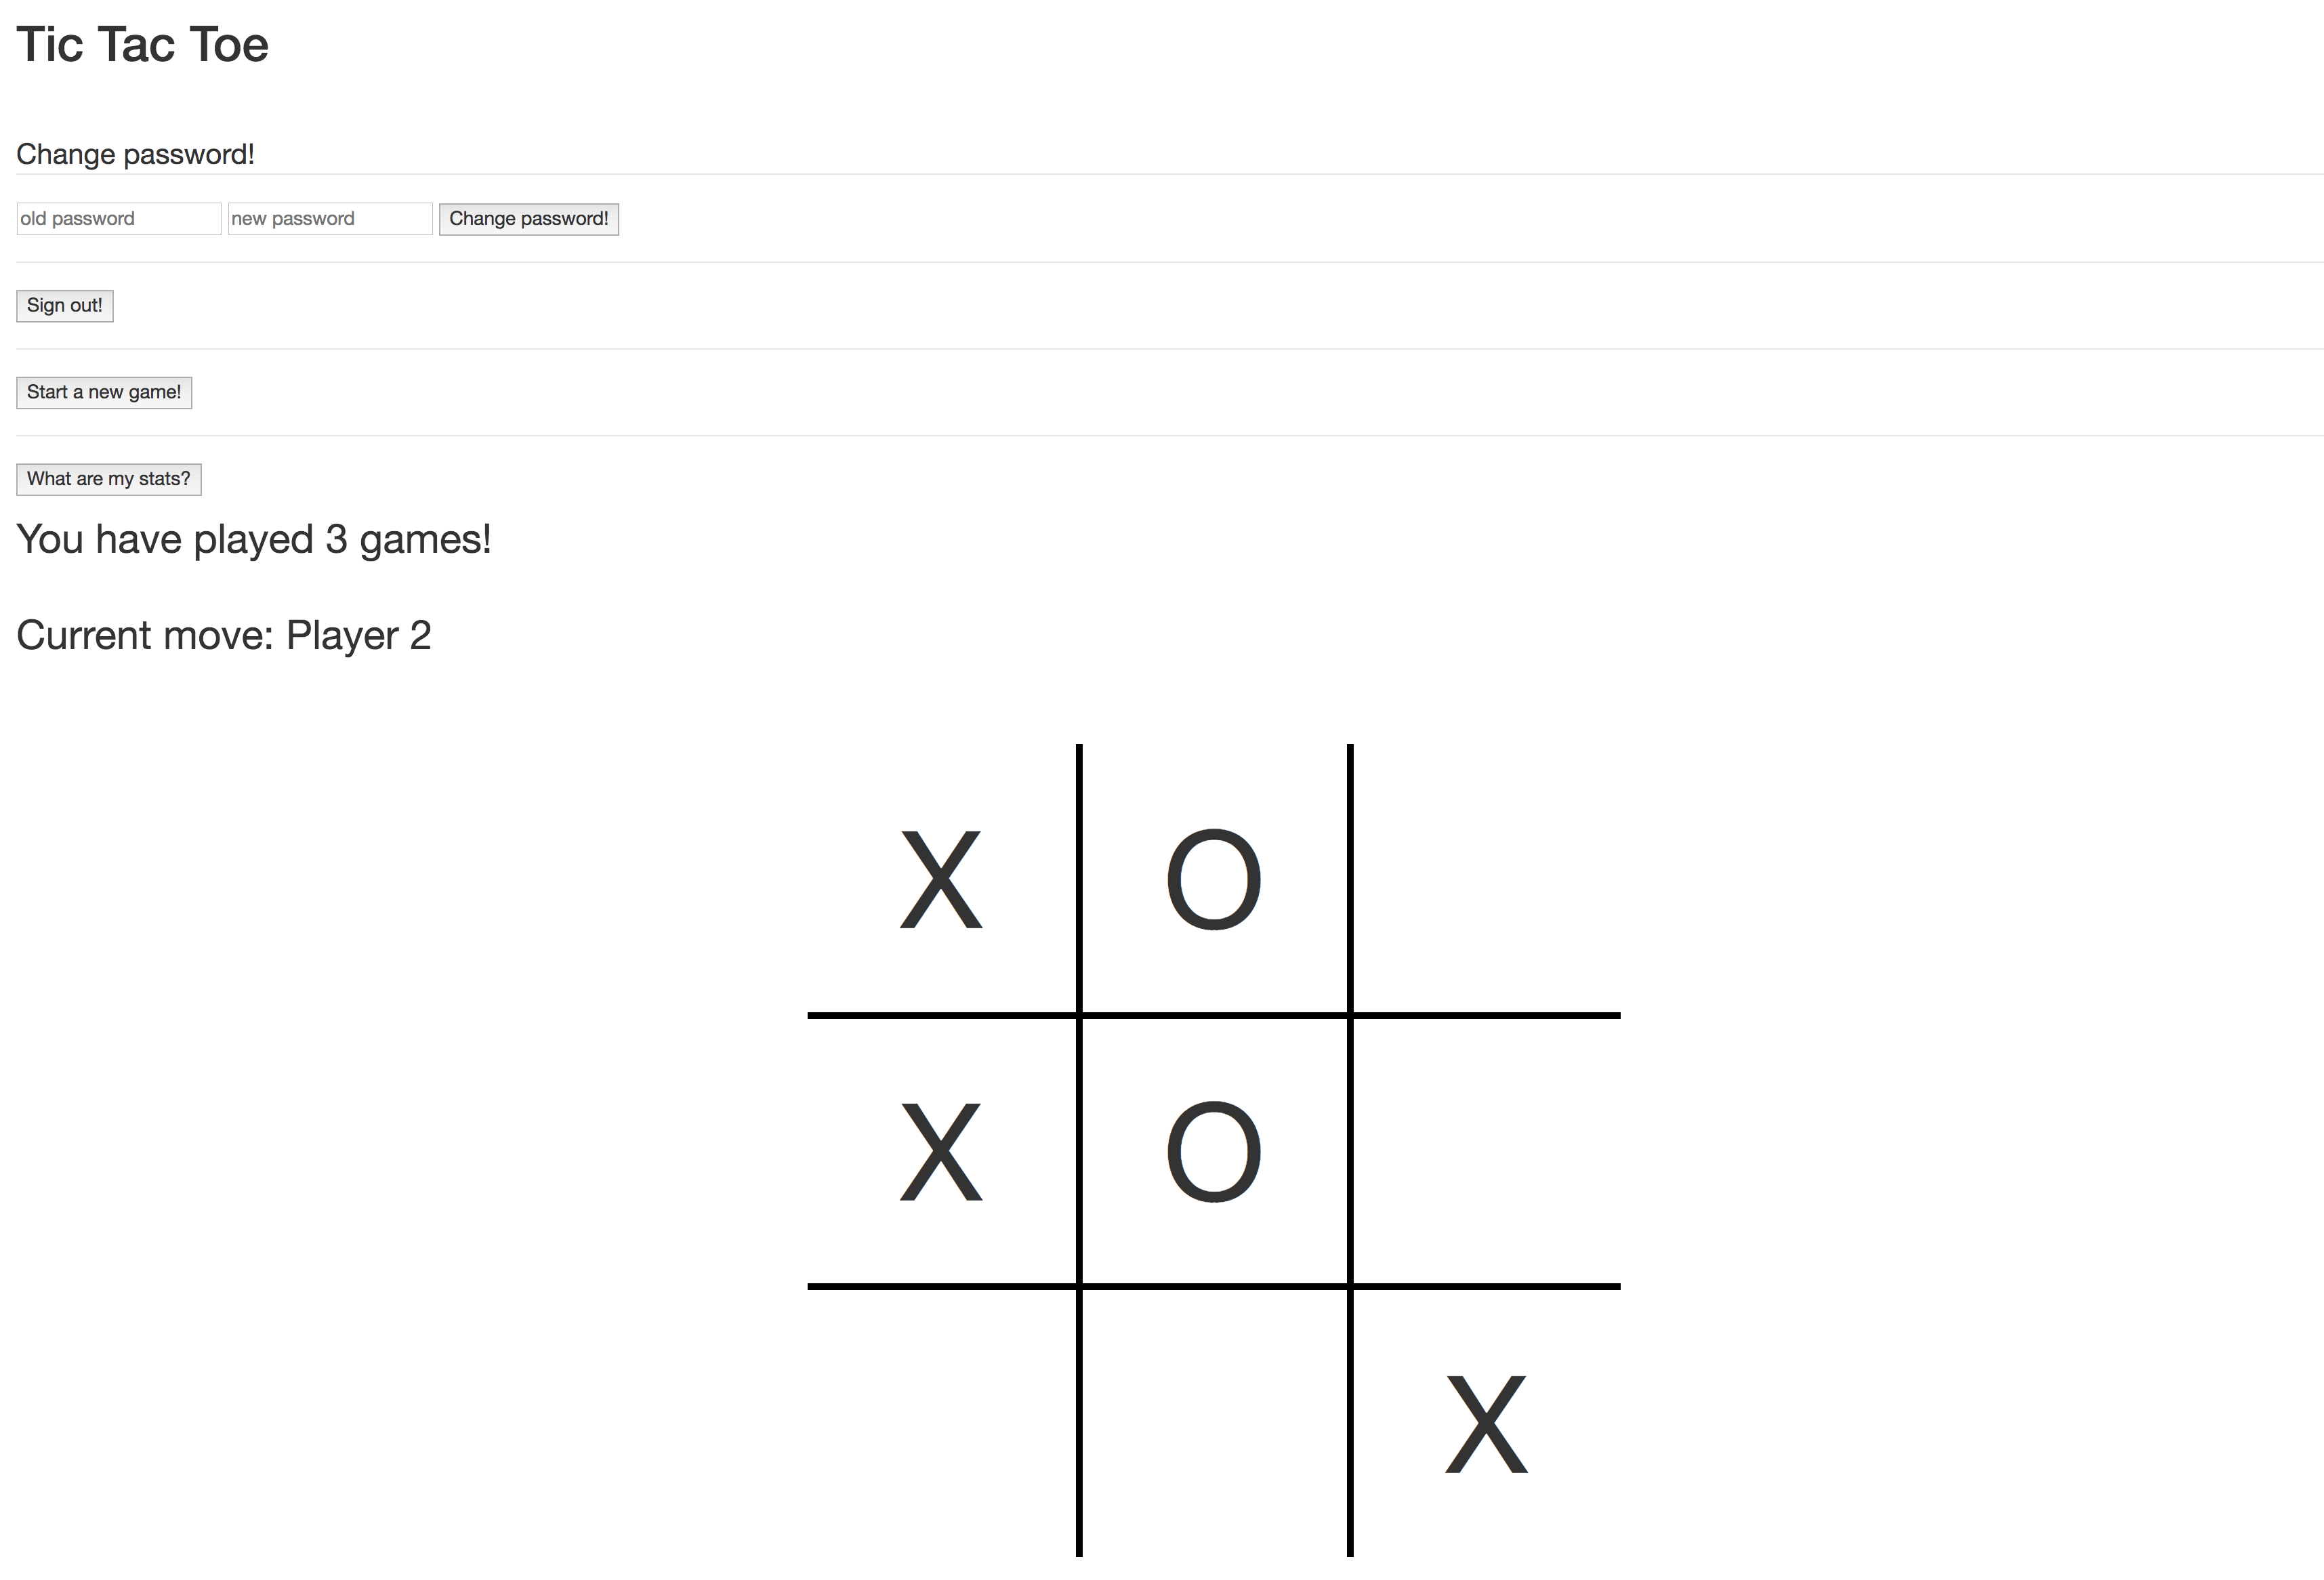 Tic Tac Toe
Change password!
old password new password Change password!
Sign out!
Start a new game!
What are my stats?
You have played 3 games!
Current move: Player 2
X O
X O
X